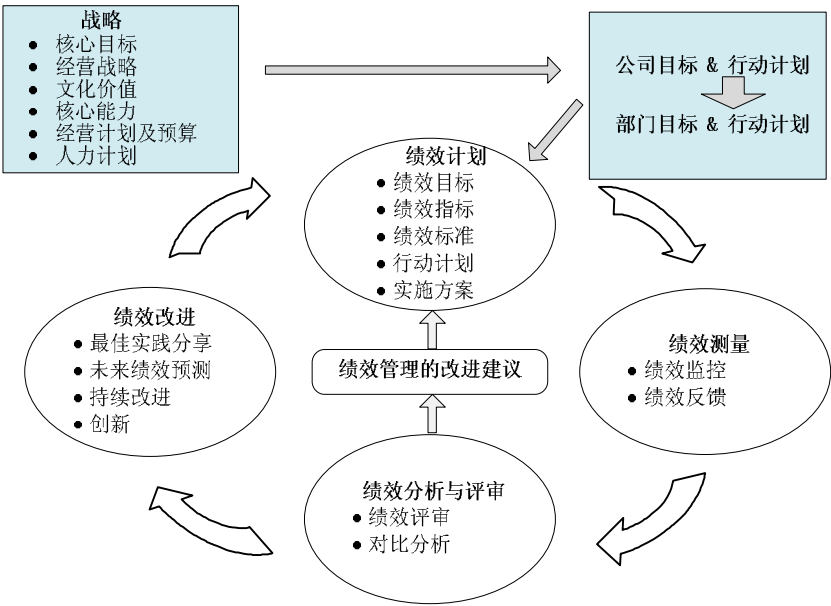 战略
● 核心目标
● 经营战略
● 文化价值
● 核心能力
● 经营计划及预算
● 人力计划
公司目标 & 行动计划
部门目标 & 行动计划
绩效计划
● 绩效目标
● 绩效指标
● 绩效标准
● 行动计划
● 实施方案
绩效改进
● 最佳实践分享
● 未来绩效预测
● 持续改进
● 创新
绩效管理的改进建议
绩效测量
● 绩效监控
● 绩效反馈
绩效分析与评审
● 绩效评审
● 对比分析